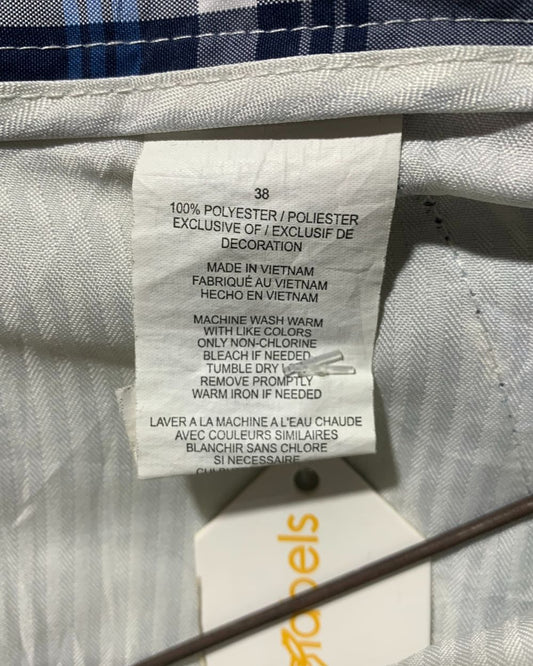 38
100% POLYESTER / POLIESTER
EXCLUSIVE OF / EXCLUSIF DE
DECORATION
MADE IN VIETNAM
FABRIQUÉ AU VIETNAM
HECHO EN VIETNAM
MACHINE WASH WARM
WITH LIKE COLORS
ONLY NON-CHLORINE
BLEACH IF NEEDED
TUMBLE DRY
REMOVE PROMPTLY
WARM IRON IF NEEDED
LAVER A LA MACHINE A L'EAU CHAUDE
AVEC COULEURS SIMILAIRES
BLANCHIR SANS CHLORE
SI NECESSAIRE